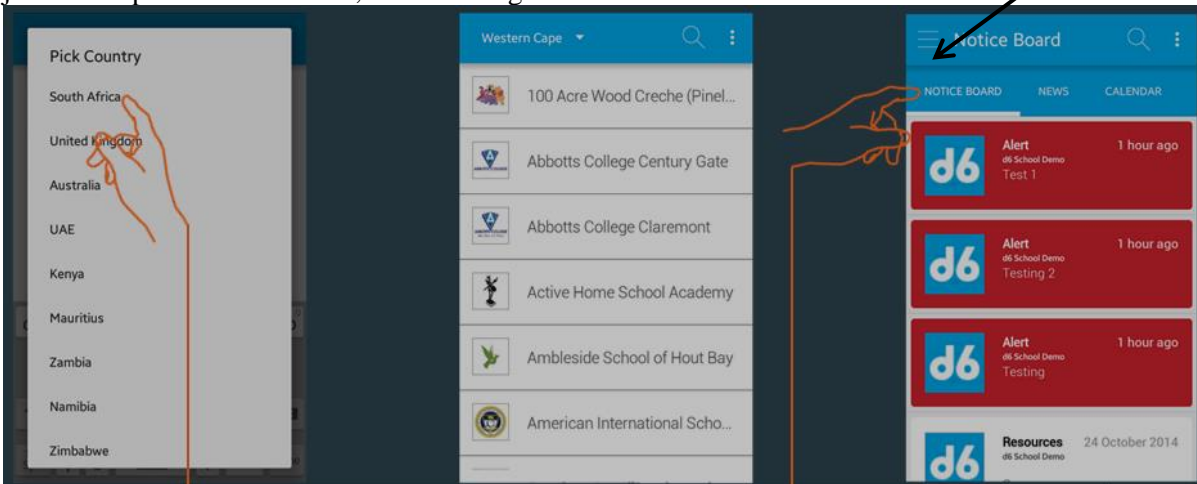 Pick Country
South Africa
United Kingdom
Australia
UAE
Kenya
Mauritius
Zambia
Namibia
Zimbabwe
Western Cape
100 Acre Wood Creche (Pinel...
Abbotts College Century Gate
Abbotts College Claremont
Active Home School Academy
Ambleside School of Hout Bay
American International Scho...
Notice Board
NOTICE BOARD NEWS CALENDAR
d6
Alert 1 hour ago
d6 School Demo
Test 1
d6
Alert 1 hour ago
d6 School Demo
Testing 2
d6
Alert 1 hour ago
d6 School Demo
Testing
d6
Resources 24 October 2014
d6 School Demo